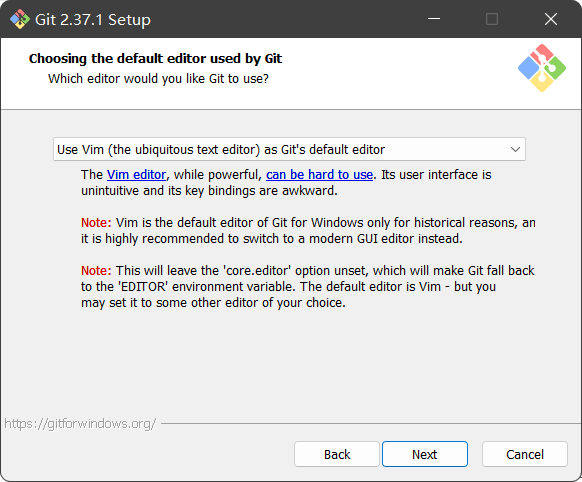 Git 2.37.1 Setup
Choosing the default editor used by Git
Which editor would you like Git to use?
Use Vim (the ubiquitous text editor) as Git's default editor
The Vim editor, while powerful, can be hard to use. Its user interface is
unintuitive and its key bindings are awkward.
Note: Vim is the default editor of Git for Windows only for historical reasons, an
it is highly recommended to switch to a modern GUI editor instead.
Note: This will leave the 'core.editor' option unset, which will make Git fall back
to the 'EDITOR' environment variable. The default editor is Vim - but you
may set it to some other editor of your choice.
https://gitforwindows.org/
Back
Next
Cancel